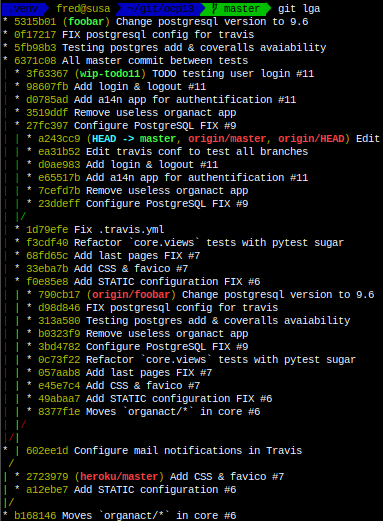 .venv fred@susa ~/git/ocp13 master git lga
* 5315b01 (foobar) Change postgresql version to 9.6
* 0f17217 FIX postgresql config for travis
* 5fb98b3 Testing postgres add & coveralls avaiability
* 6371c08 All master commit between tests
| * 3f63367 (wip-todo11) TODO testing user login #11
| * 98607fb Add login & logout #11
| * d0785ad Add a14n app for authentification #11
| * 3519ddf Remove useless organact app
| * 27fc397 Configure PostgreSQL FIX #9
| | * a243cc9 (HEAD -> master, origin/master, origin/HEAD) Edit
| | * ea31b52 Edit travis conf to test all branches
| | * d0ae983 Add login & logout #11
| | * e65517b Add a14n app for authentification #11
| | * 7cefd7b Remove useless organact app
| | * 23ddeff Configure PostgreSQL FIX #9
| |/
| * 1d79efe Fix .travis.yml
| * f3cdf40 Refactor `core.views` tests with pytest sugar
| * 68fd65c Add last pages FIX #7
| * 33eba7b Add CSS & favico #7
| * f0e85e8 Add STATIC configuration FIX #6
| | * 790cb17 (origin/foobar) Change postgresql version to 9.6
| | * d98d846 FIX postgresql config for travis
| | * 313a580 Testing postgres add & coveralls avaiability
| | * b0323f9 Remove useless organact app
| | * 3bd4782 Configure PostgreSQL FIX #9
| | * 0c73f22 Refactor `core.views` tests with pytest sugar
| | * 057aab8 Add last pages FIX #7
| | * e45e7c4 Add CSS & favico #7
| | * 49abaa7 Add STATIC configuration FIX #6
| | * 8377f1e Moves `organact/*` in core #6
| |/
|/|
* | 602ee1d Configure mail notifications in Travis
 /
| * 2723979 (heroku/master) Add CSS & favico #7
| * a12ebe7 Add STATIC configuration #6
|/
* b168146 Moves `organact/*` in core #6